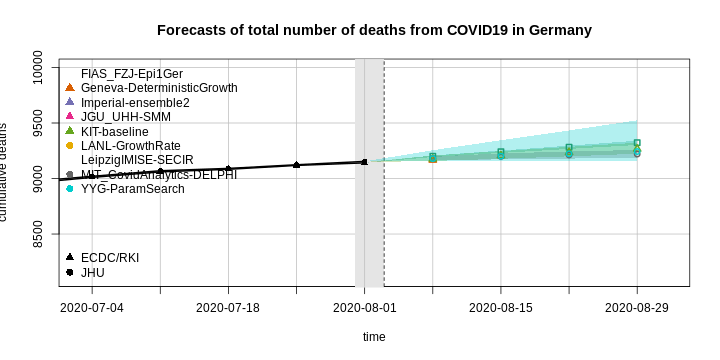 Forecasts of total number of deaths from COVID19 in Germany
cumulative deaths
10000
9500
9000
8500
FIAS_FZJ-Epi1Ger
Geneva-DeterministicGrowth
Imperial-ensemble2
JGU_UHH-SMM
KIT-baseline
LANL-GrowthRate
LeipzigIMISE-SECIR
MIT_CovidAnalytics-DELPHI
YYG-ParamSearch
ECDC/RKI
JHU
2020-07-04
2020-07-18
2020-08-01
2020-08-15
2020-08-29
time